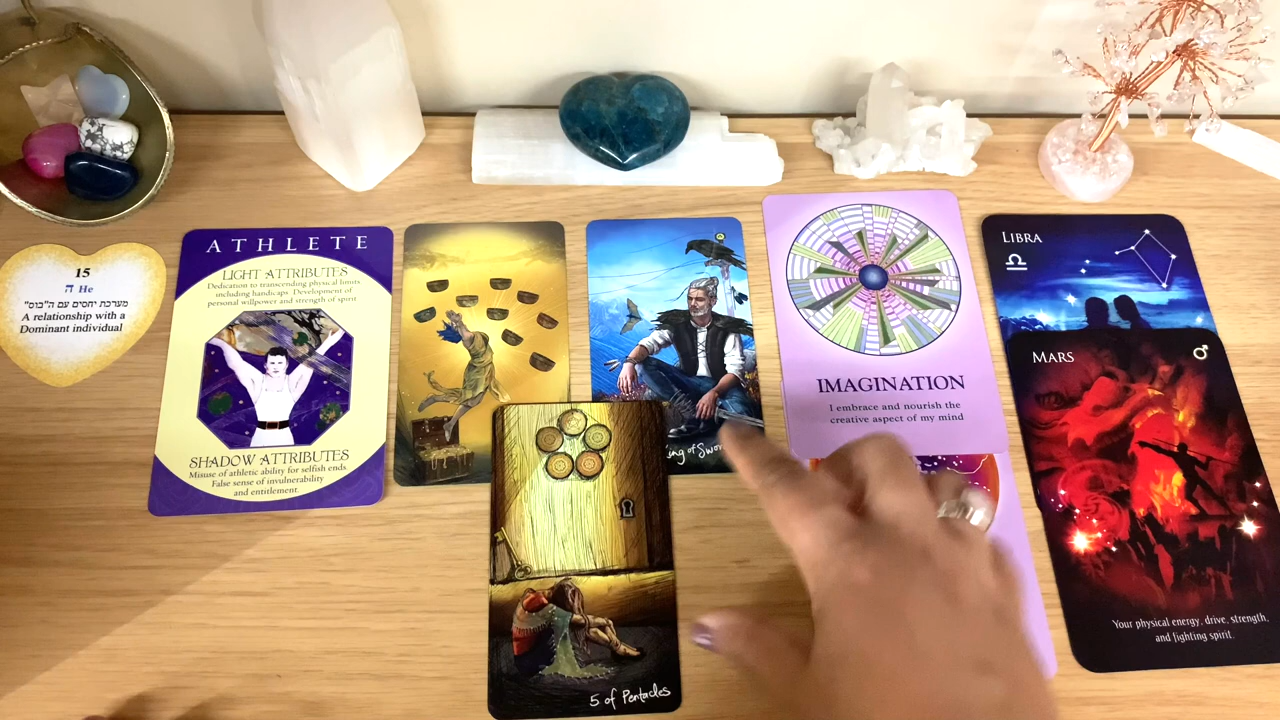 15
ה He
מערכת יחסים עם ה"בוס"
A relationship with a
Dominant individual
ATHLETE
LIGHT ATTRIBUTES
Dedication to transcending physical limits
including handicaps. Development of
personal willpower and strength of spirit
SHADOW ATTRIBUTES
Misuse of athletic ability for selfish ends.
False sense of invulnerability
and entitlement.
5 of Pentacles
ng of Swor
IMAGINATION
I embrace and nourish the
creative aspect of my mind
LIBRA
♎
MARS
♂
Your physical energy, drive, strength,
and fighting spirit.